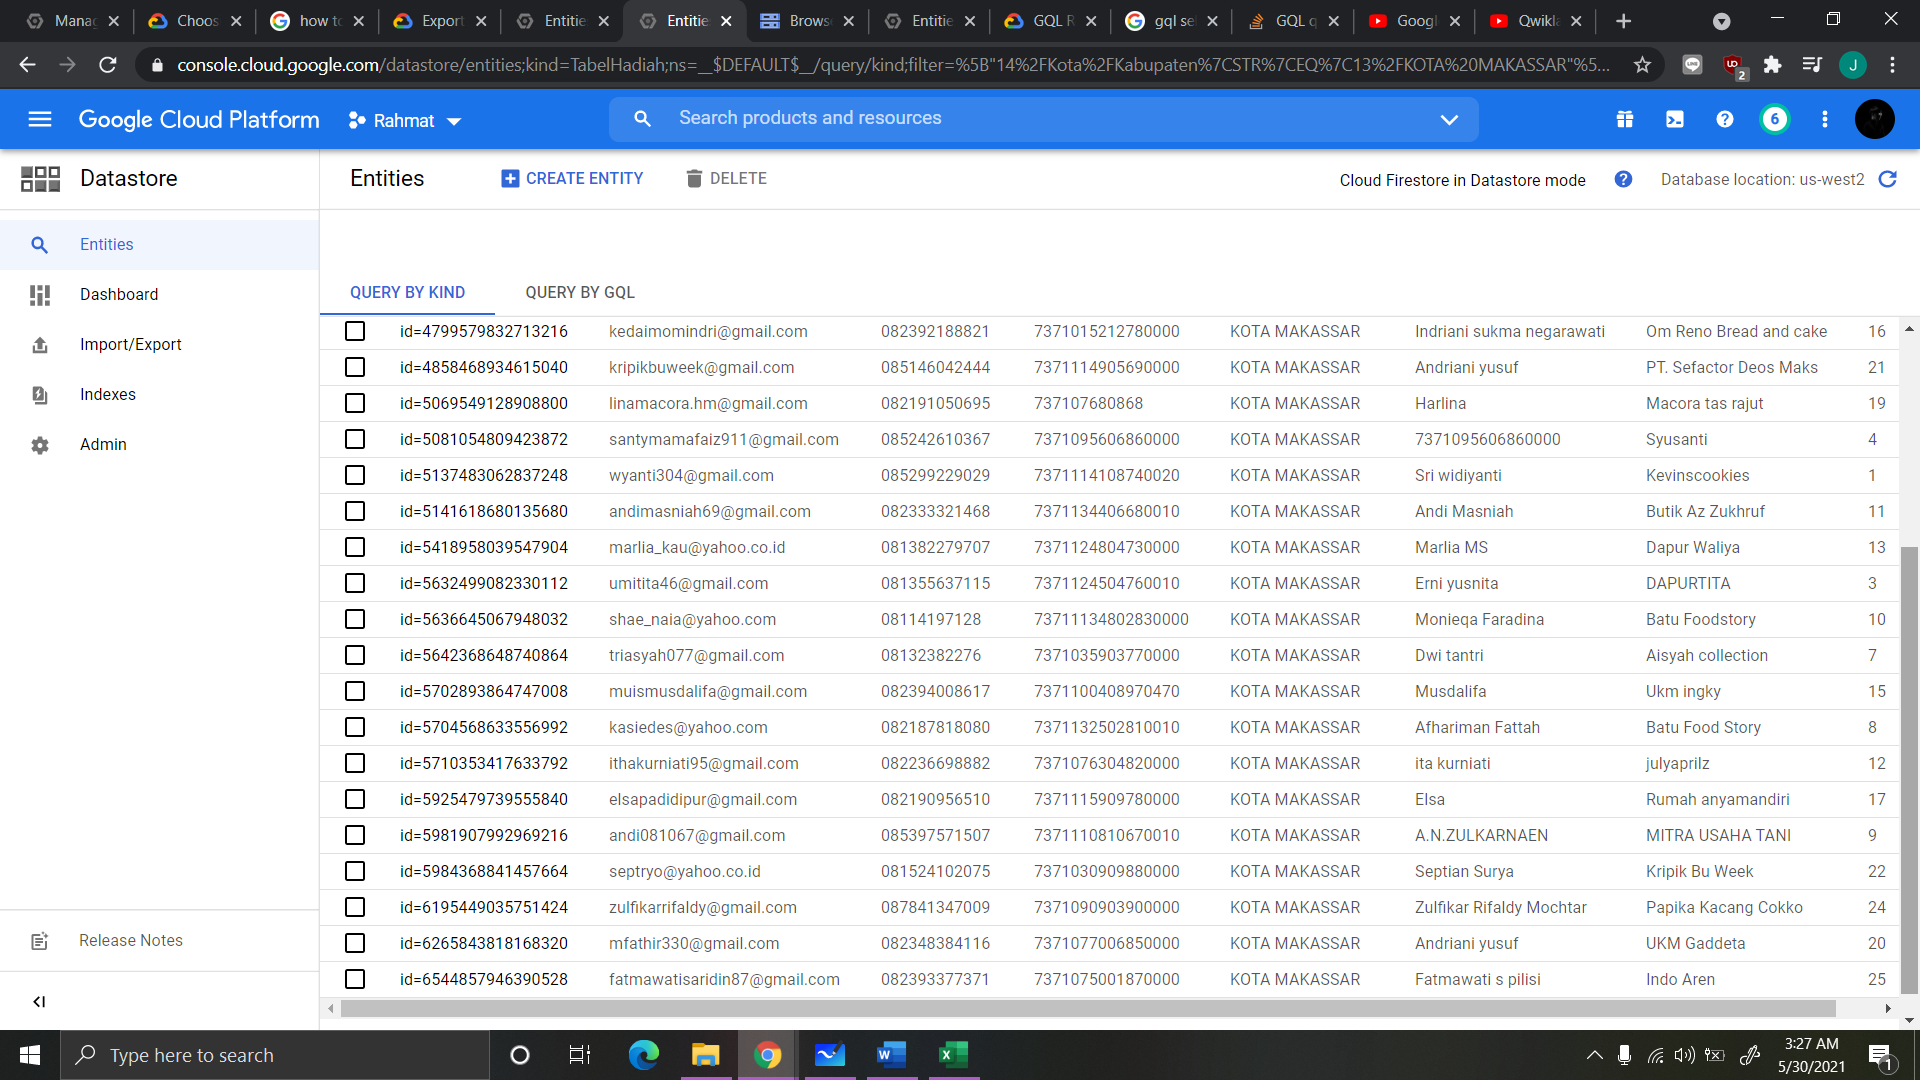 Manag
Choos
how to
Export
Entitie
Entitie
Brows
Entitie
GQL R
gql se
GQL q
Googl
Qwikla
console.cloud.google.com/datastore/entities;kind=TabelHadiah;ns=__$DEFAULT$__/query/kind;filter=%5B"14%2FKota%2FKabupaten%7CSTR%7CEQ%7C13%2FKOTA%20MAKASSAR"%5...
2
J
Google Cloud Platform
Rahmat
Search products and resources
6
Datastore
Entities
CREATE ENTITY
DELETE
Cloud Firestore in Datastore mode
Database location: us-west2
Entities
Dashboard
Import/Export
Indexes
Admin
Release Notes
QUERY BY KIND
QUERY BY GQL
id=4799579832713216 kedaimomindri@gmail.com 082392188821 7371015212780000 KOTA MAKASSAR Indriani sukma negarawati Om Reno Bread and cake 16
id=4858468934615040 kripikbuweek@gmail.com 085146042444 7371114905690000 KOTA MAKASSAR Andriani yusuf PT. Sefactor Deos Maks 21
id=5069549128908800 linamacora.hm@gmail.com 082191050695 737107680868 KOTA MAKASSAR Harlina Macora tas rajut 19
id=5081054809423872 santymamafaiz911@gmail.com 085242610367 7371095606860000 KOTA MAKASSAR 7371095606860000 Syusanti 4
id=5137483062837248 wyanti304@gmail.com 085299229029 7371114108740020 KOTA MAKASSAR Sri widiyanti Kevinscookies 1
id=5141618680135680 andimasniah69@gmail.com 082333321468 7371134406680010 KOTA MAKASSAR Andi Masniah Butik Az Zukhruf 11
id=5418958039547904 marlia_kau@yahoo.co.id 081382279707 7371124804730000 KOTA MAKASSAR Marlia MS Dapur Waliya 13
id=5632499082330112 umitita46@gmail.com 081355637115 7371124504760010 KOTA MAKASSAR Erni yusnita DAPURTITA 3
id=5636645067948032 shae_naia@yahoo.com 08114197128 73711134802830000 KOTA MAKASSAR Monieqa Faradina Batu Foodstory 10
id=5642368648740864 triasyah077@gmail.com 08132382276 7371035903770000 KOTA MAKASSAR Dwi tantri Aisyah collection 7
id=5702893864747008 muismusdalifa@gmail.com 082394008617 7371100408970470 KOTA MAKASSAR Musdalifa Ukm ingky 15
id=5704568633556992 kasiedes@yahoo.com 082187818080 7371132502810010 KOTA MAKASSAR Afhariman Fattah Batu Food Story 8
id=5710353417633792 ithakurniati95@gmail.com 082236698882 7371076304820000 KOTA MAKASSAR ita kurniati julyaprilz 12
id=5925479739555840 elsapadidipur@gmail.com 082190956510 7371115909780000 KOTA MAKASSAR Elsa Rumah anyamandiri 17
id=5981907992969216 andi081067@gmail.com 085397571507 7371110810670010 KOTA MAKASSAR A.N.ZULKARNAEN MITRA USAHA TANI 9
id=5984368841457664 septryo@yahoo.co.id 081524102075 7371030909880000 KOTA MAKASSAR Septian Surya Kripik Bu Week 22
id=6195449035751424 zulfikarrifaldy@gmail.com 087841347009 7371090903900000 KOTA MAKASSAR Zulfikar Rifaldy Mochtar Papika Kacang Cokko 24
id=6265843818168320 mfathir330@gmail.com 082348384116 7371077006850000 KOTA MAKASSAR Andriani yusuf UKM Gaddeta 20
id=6544857946390528 fatmawatisaridin87@gmail.com 082393377371 7371075001870000 KOTA MAKASSAR Fatmawati s pilisi Indo Aren 25
Type here to search
3:27 AM
5/30/2021
1